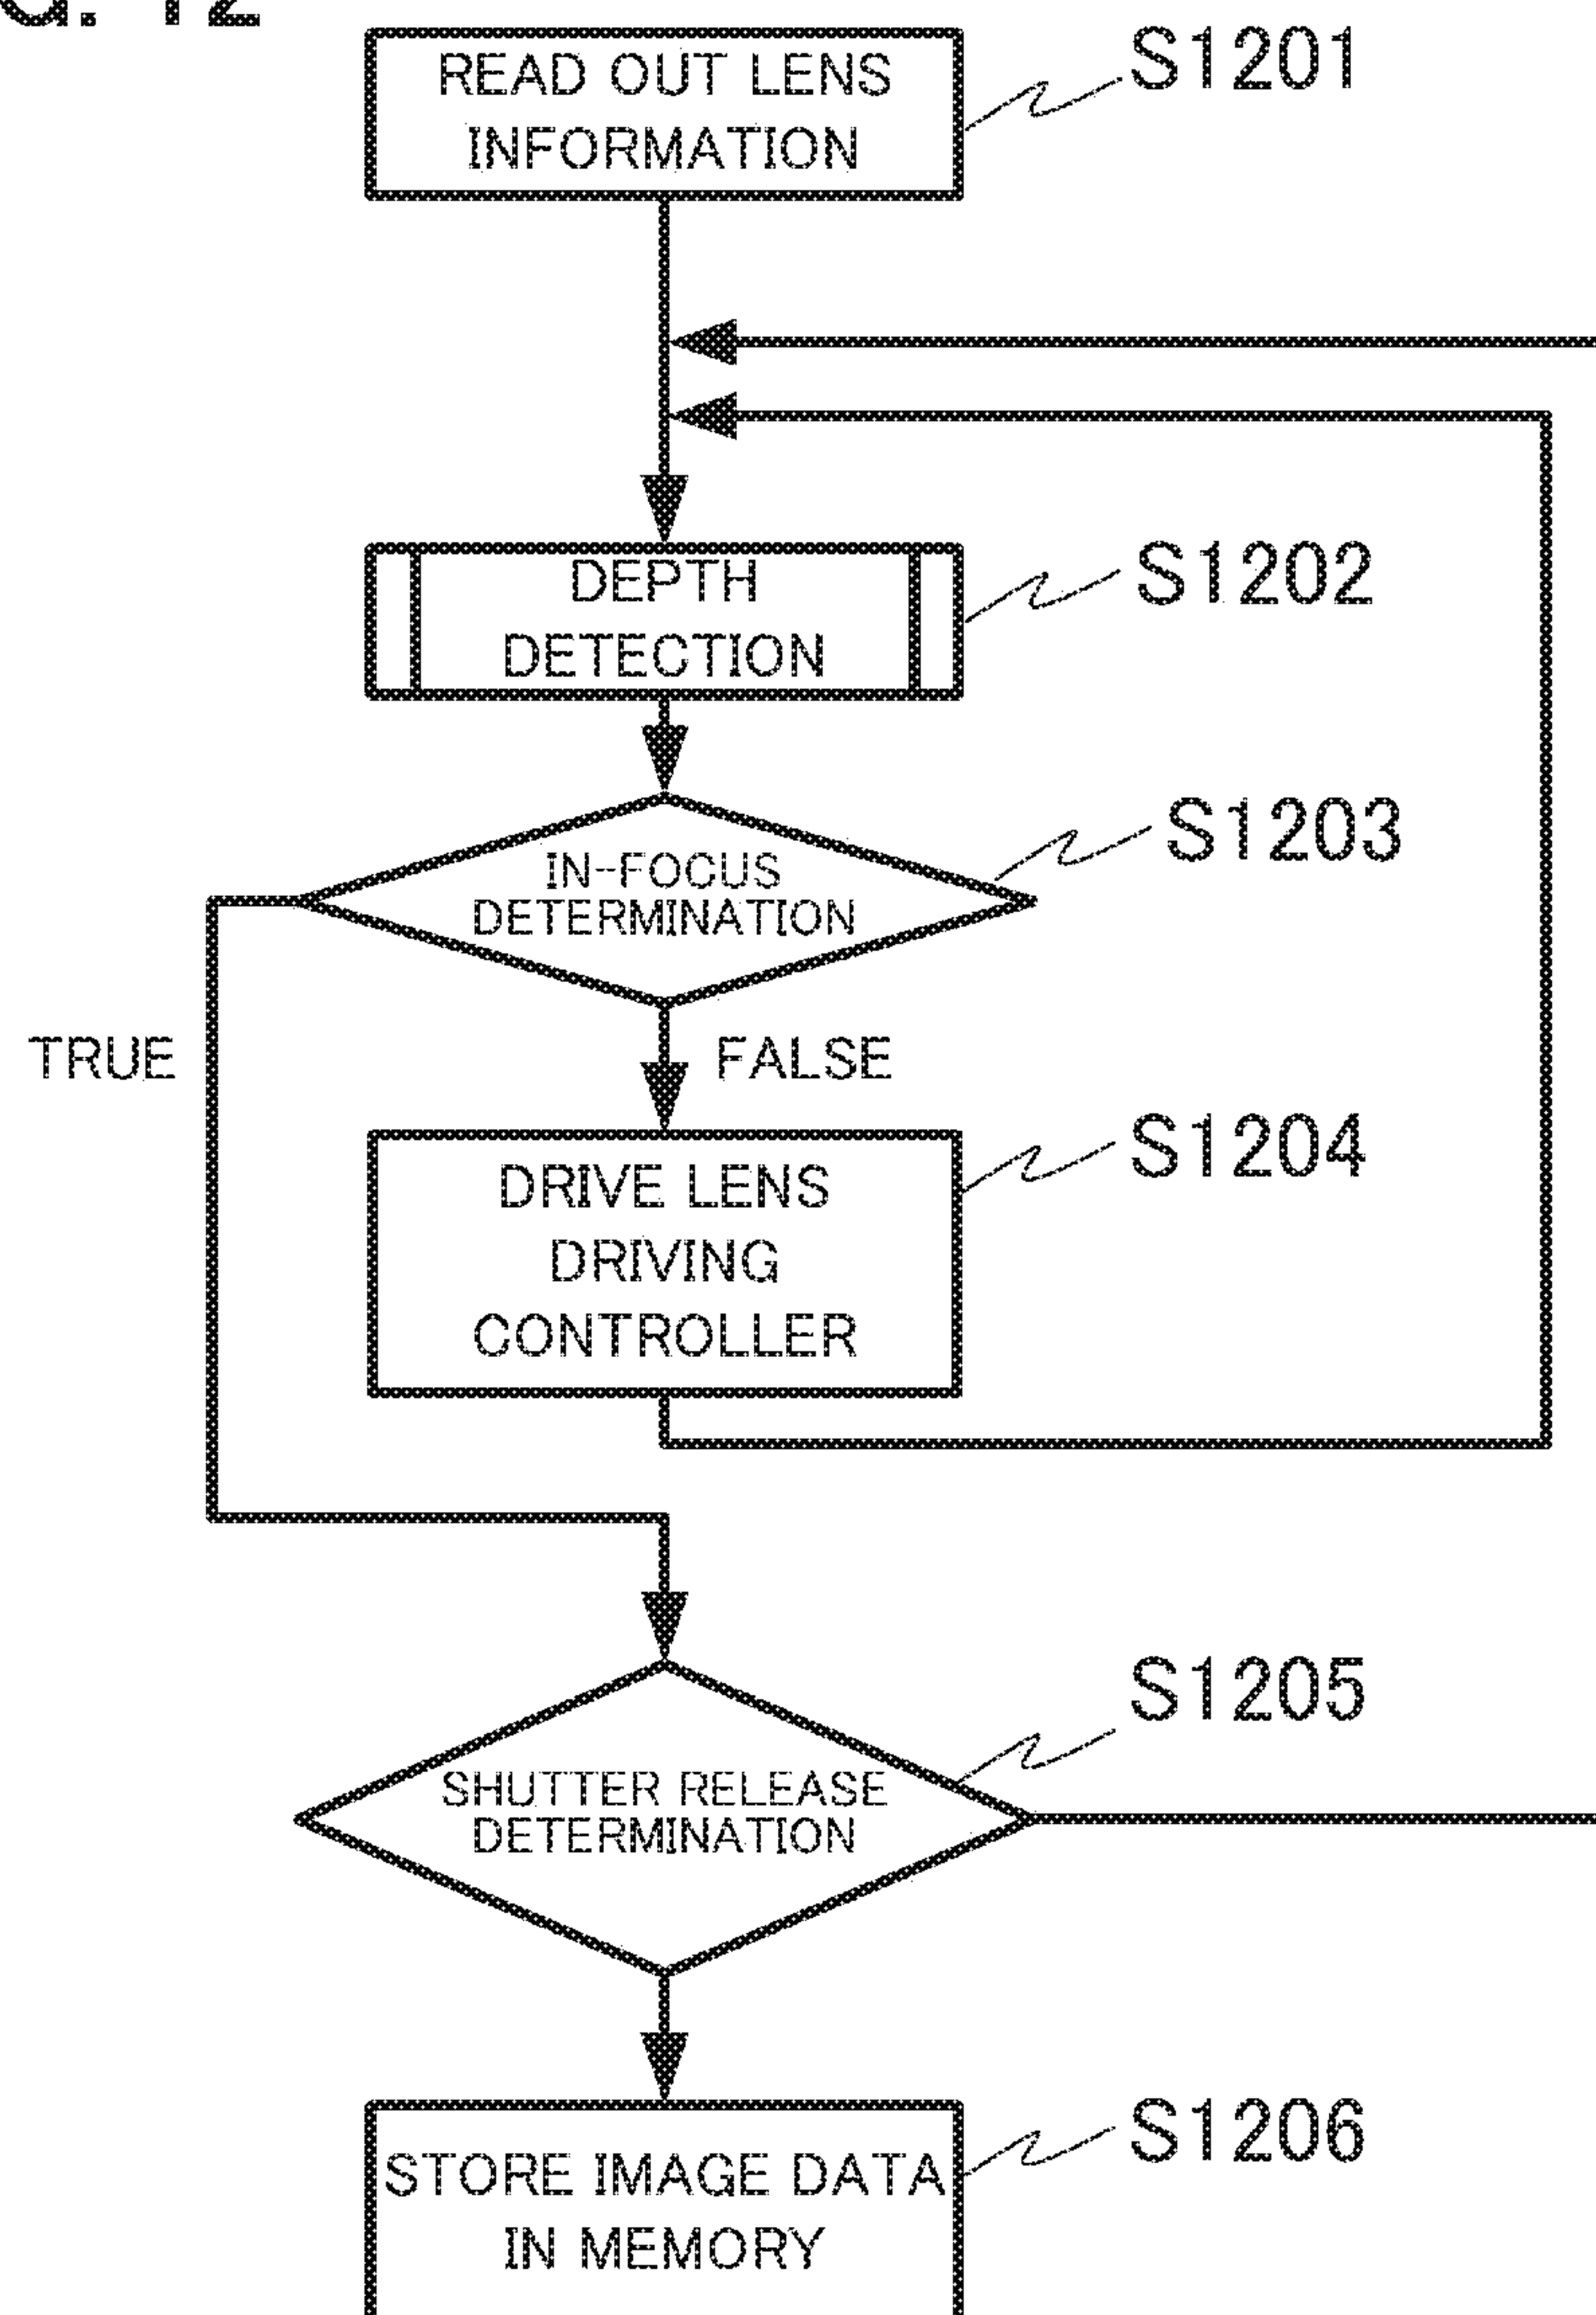 12
READ OUT LENS
INFORMATION
S1201
DEPTH
DETECTION
S1202
IN-FOCUS
DETERMINATION
S1203
TRUE
FALSE
DRIVE LENS
DRIVING
CONTROLLER
S1204
SHUTTER RELEASE
DETERMINATION
S1205
STORE IMAGE DATA
IN MEMORY
S1206